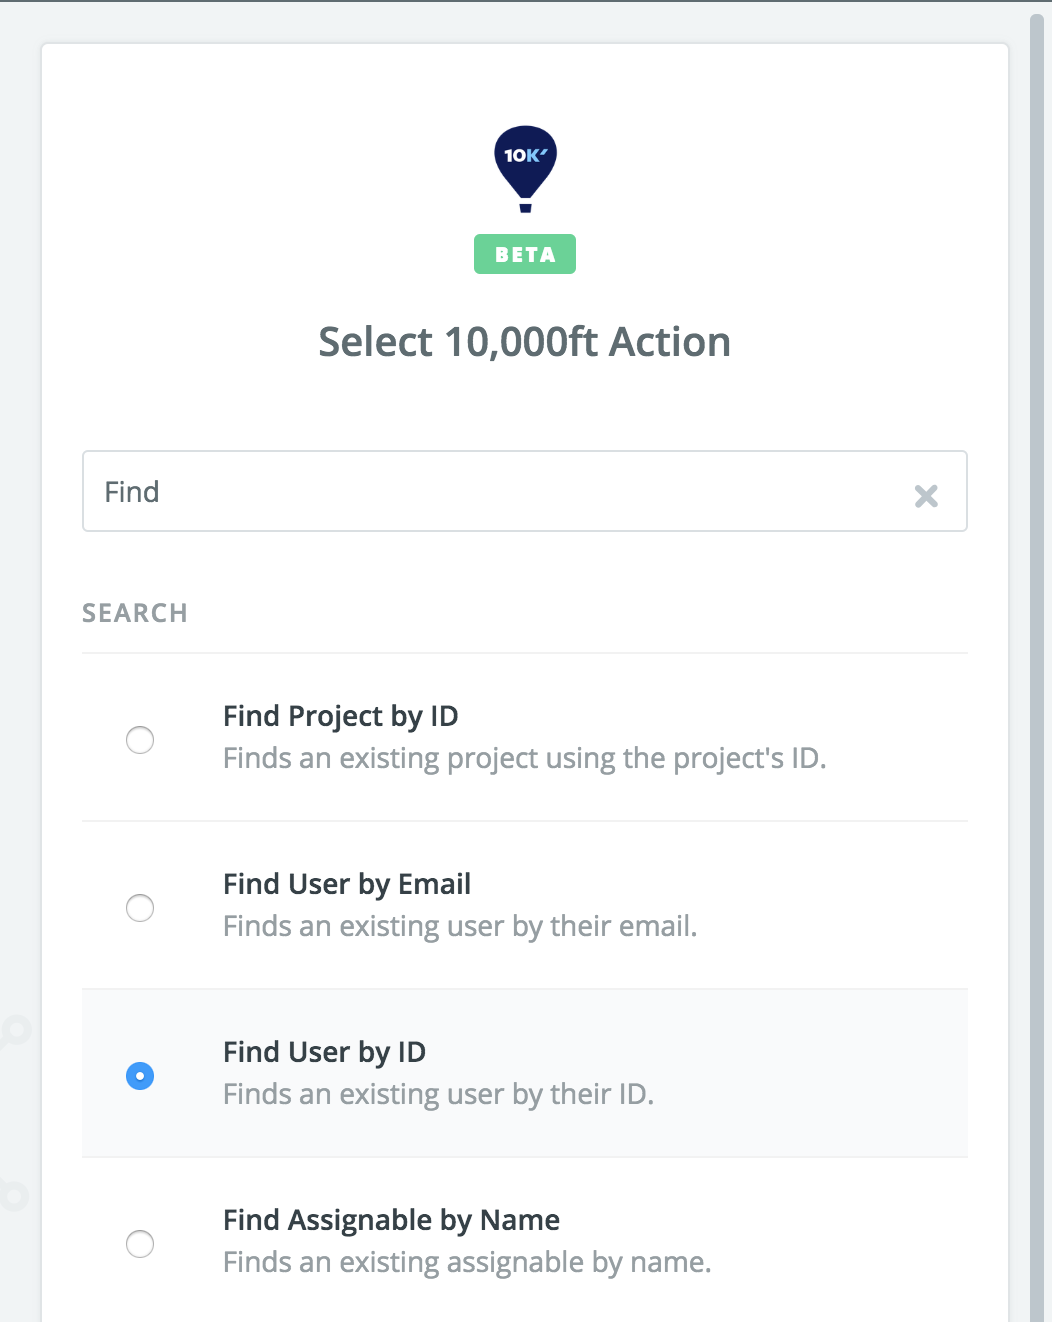 10K
BETA
Select 10,000ft Action
Find
SEARCH
Find Project by ID
Finds an existing project using the project's ID.
Find User by Email
Finds an existing user by their email.
Find User by ID
Finds an existing user by their ID.
Find Assignable by Name
Finds an existing assignable by name.